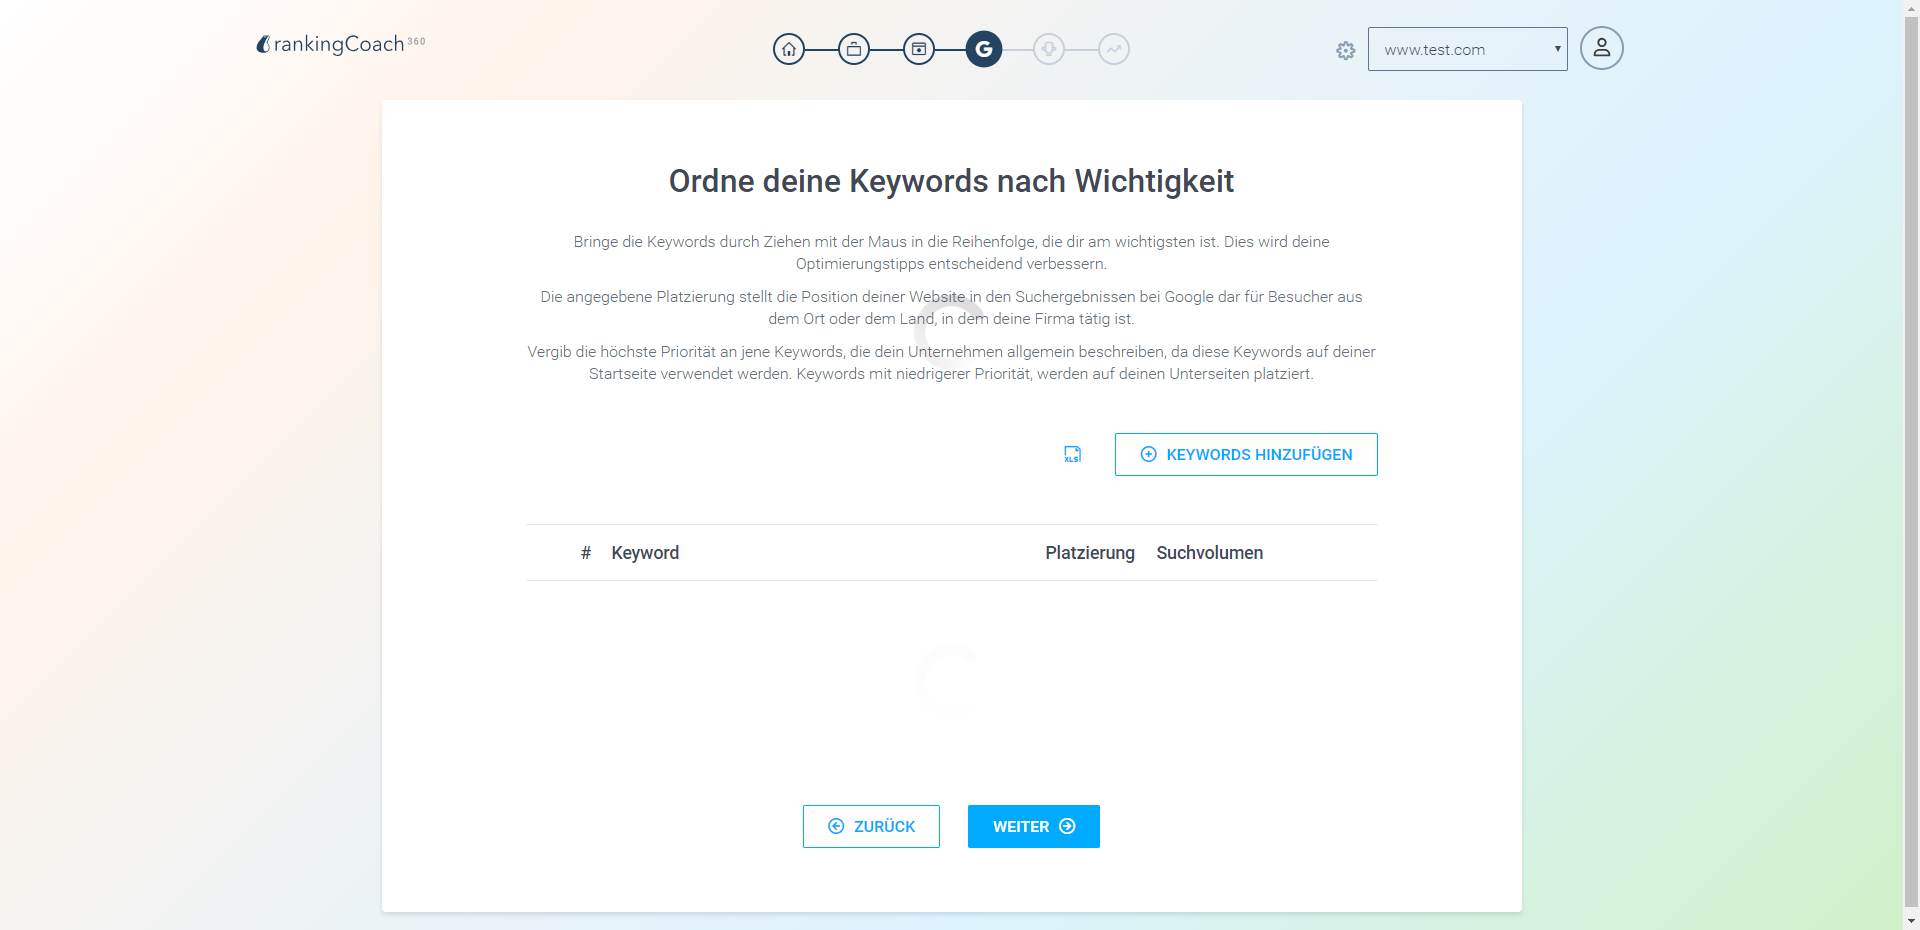 rankingCoach 360
G
www.test.com
Ordne deine Keywords nach Wichtigkeit
Bringe die Keywords durch Ziehen mit der Maus in die Reihenfolge, die dir am wichtigsten ist. Dies wird deine
Optimierungstipps entscheidend verbessern.
Die angegebene Platzierung stellt die Position deiner Website in den Suchergebnissen bei Google dar für Besucher aus
dem Ort oder dem Land, in dem deine Firma tätig ist.
Vergib die höchste Priorität an jene Keywords, die dein Unternehmen allgemein beschreiben, da diese Keywords auf deiner
Startseite verwendet werden. Keywords mit niedrigerer Priorität, werden auf deinen Unterseiten platziert.
XLS
KEYWORDS HINZUFÜGEN
# Keyword Platzierung Suchvolumen
ZURÜCK
WEITER